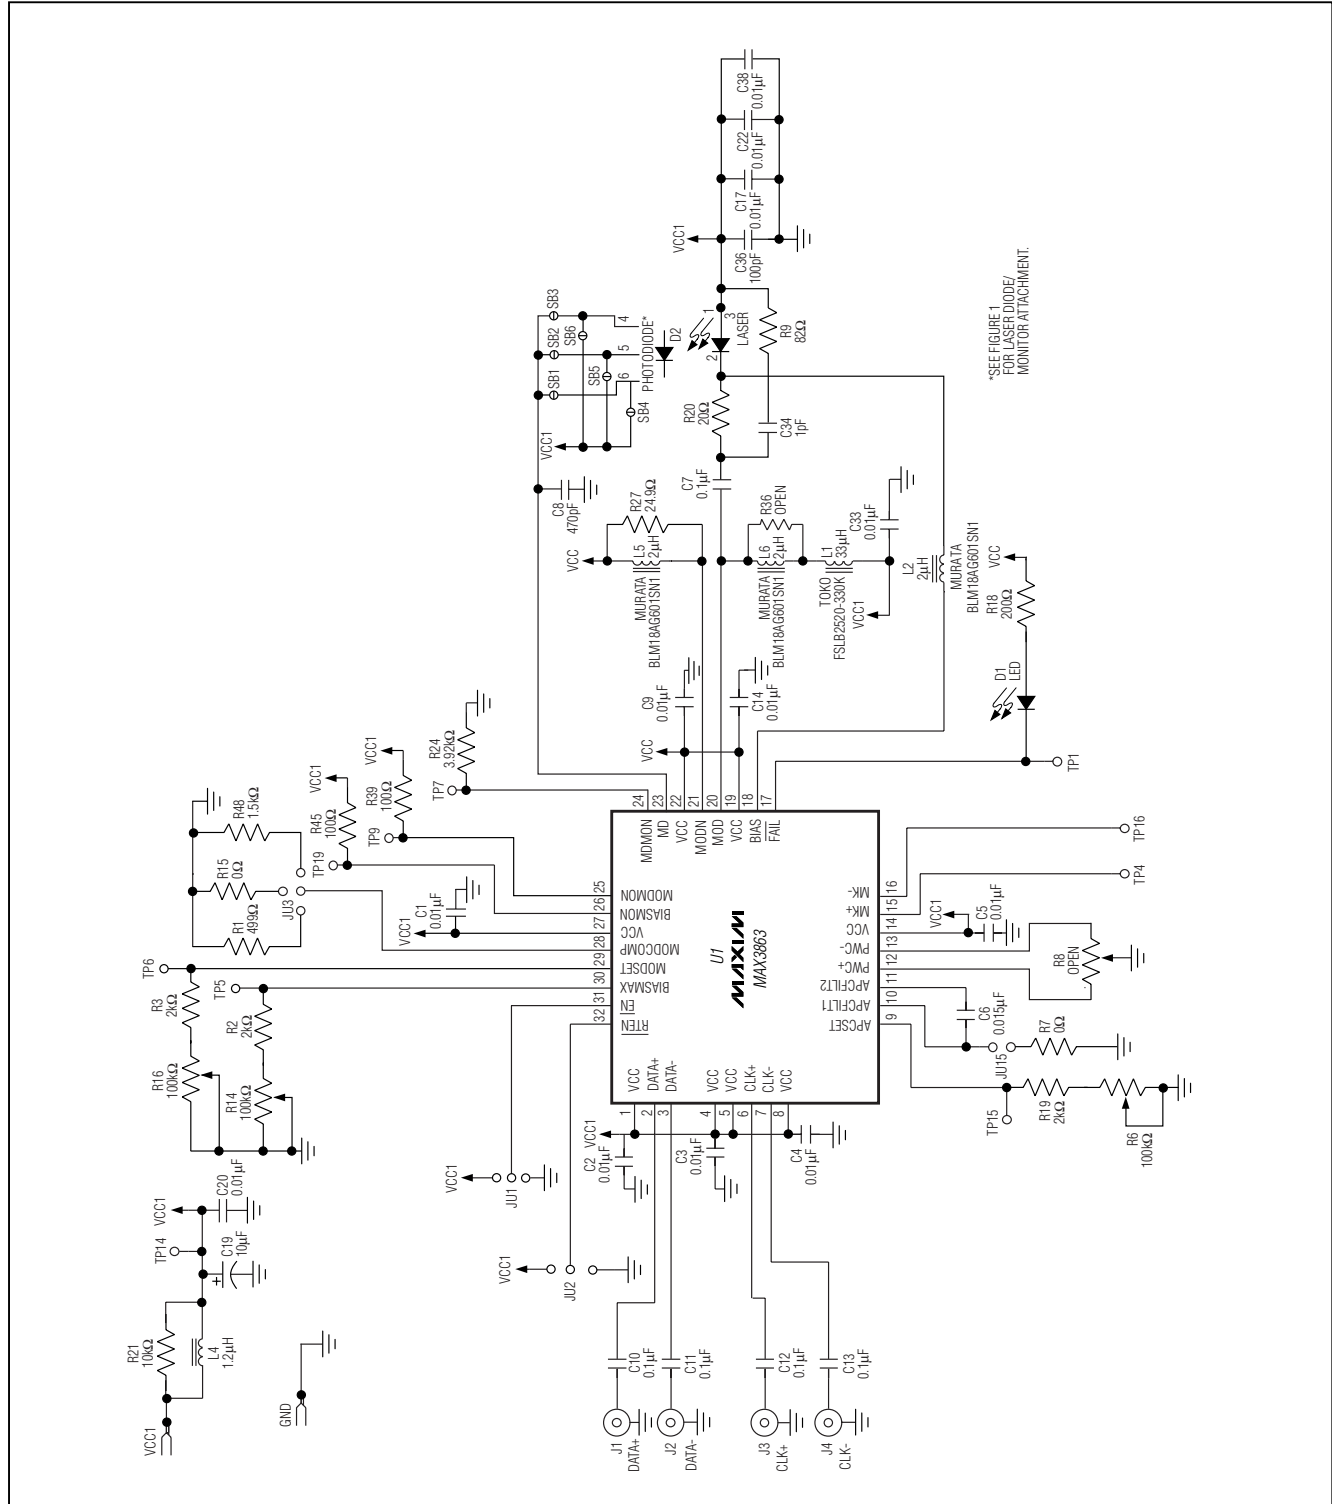 VCC1
R21
10kΩ
L4
1.2µH
GND
TP14
VCC1
C19
10µF
C20
0.01µF
+
TP6
R3
2kΩ
R16
100kΩ
TP5
R2
2kΩ
R14
100kΩ
R1
499Ω
R15
0Ω
R48
1.5kΩ
JU3
TP19
R45
100Ω
VCC1
TP9
R39
100Ω
VCC1
TP7
R24
3.92kΩ
VCC1
C1
0.01µF
VCC1
JU1
VCC1
JU2
J1
DATA+
C10
0.1µF
J2
DATA-
C11
0.1µF
J3
CLK+
C12
0.1µF
J4
CLK-
C13
0.1µF
VCC1
C2
0.01µF
C3
0.01µF
C4
0.01µF
U1
MAXIM
MAX3863
1 VCC
2 DATA+
3 DATA-
4 VCC
5 VCC
6 CLK+
7 CLK-
8 VCC
9 APCSET
10 APCFILT1
11 APCFILT2
12 PWC+
13 PWC-
14 VCC
15 MK+
16 MK-
17 FAIL
18 BIAS
19 VCC
20 MOD
21 MODN
22 VCC
23 MD
24 MDMON
25 MODMON
26 BIASMON
27 VCC
28 MODCOMP
29 MODSET
30 BIASMAX
31 EN
32 RTEN
TP15
R19
2kΩ
R6
100kΩ
JU15
R7
0Ω
C6
0.015µF
R8
OPEN
VCC1
C5
0.01µF
TP4
TP16
TP1
D1
LED
R18
200Ω
VCC
VCC
C9
0.01µF
C14
0.01µF
VCC
L5
2µH
MURATA
BLM18AG601SN1
R27
24.9Ω
C8
470pF
L6
2µH
MURATA
BLM18AG601SN1
R36
OPEN
L1
33µH
TOKO
FSLB2520-330K
VCC1
C33
0.01µF
L2
2µH
MURATA
BLM18AG601SN1
C7
0.1µF
R20
20Ω
C34
1pF
R9
82Ω
LASER
1
2
3
VCC1
SB1
SB2
SB3
SB4
SB5
SB6
6
5
4
PHOTODIODE*
D2
VCC1
C36
100pF
C17
0.01µF
C22
0.01µF
C38
0.01µF
*SEE FIGURE 1
FOR LASER DIODE/
MONITOR ATTACHMENT.